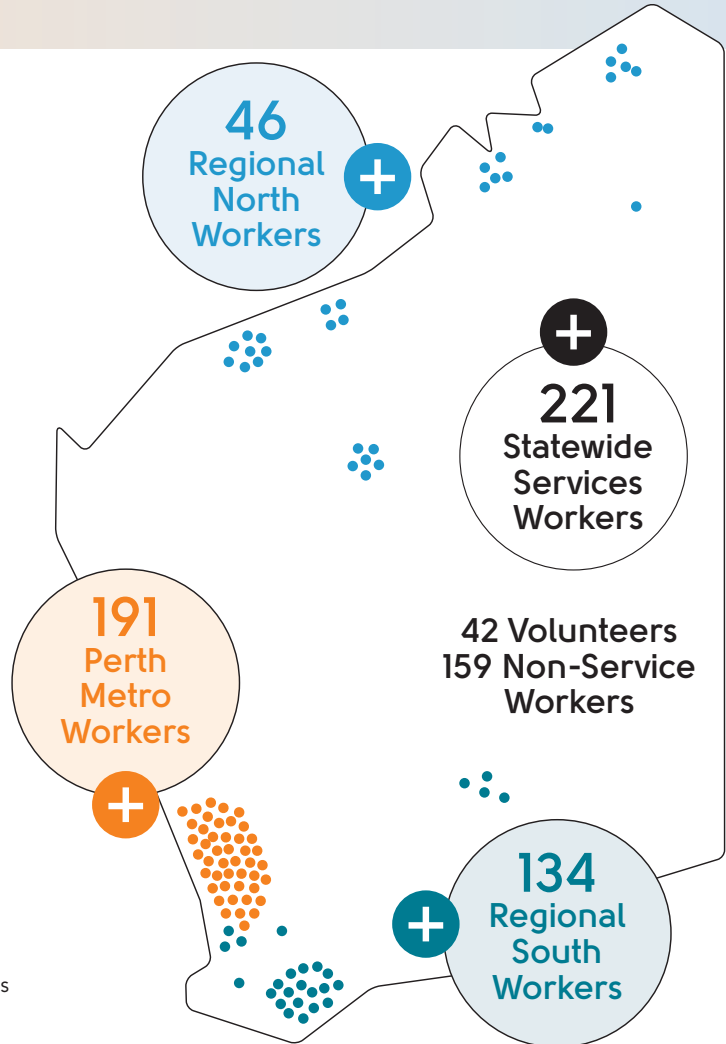 46
Regional
North
Workers
+
+
221
Statewide
Services
Workers
191
Perth
Metro
Workers
+
42 Volunteers
159 Non-Service
Workers
134
Regional
South
Workers
+
s